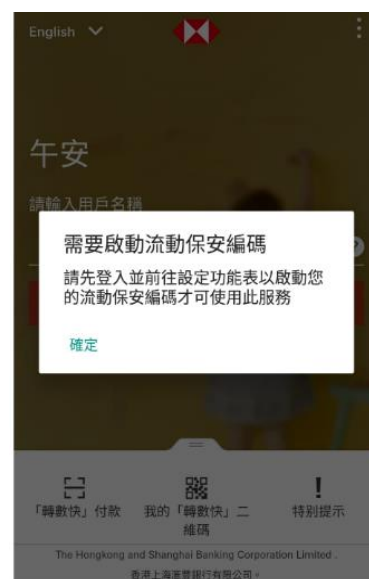 English
午安
請輸入用戶名稱
需要啟動流動保安編碼
請先登入並前往設定功能表以啟動您
的流動保安編碼才可使用此服務
確定
「轉數快」付款
我的「轉數快」二
維碼
特別提示
The Hongkong and Shanghai Banking Corporation Limited .
香港上海滙豐銀行有限公司。